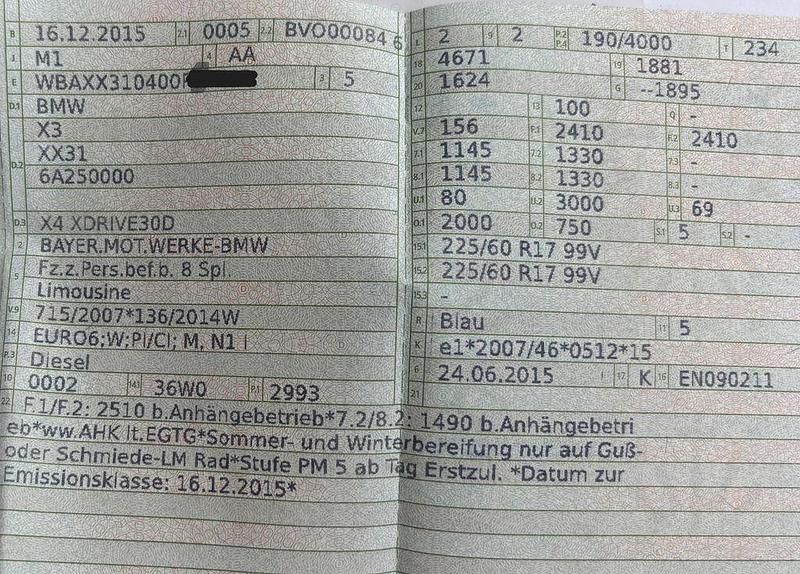 B 16.12.2015 2.1 0005 2.2 BVO00084 6
J M1 4 AA
E WBAXX310400 3 5
D.1 BMW
X3
D.2 XX31
6A250000
D.3 X4 XDRIVE30D
2 BAYER.MOT.WERKE-BMW
5 Fz.z.Pers.bef.b. 8 Spl.
Limousine
V.9 715/2007*136/2014W
14 EURO6;W;PI/CI; M, N1 I
P.3 Diesel
10 0002 14.1 36W0 P.1 2993
L 2 9 2 P.2 P.4 190/4000 T 234
18 4671 19 1881
20 1624 G --1895
12 13 100 Q -
V.7 156 F.1 2410 F.2 2410
7.1 1145 7.2 1330 7.3 -
8.1 1145 8.2 1330 8.3 -
U.1 80 U.2 3000 U.3 69
O.1 2000 O.2 750 S.1 5 S.2 -
15.1 225/60 R17 99V
15.2 225/60 R17 99V
15.3 -
R Blau 11 5
K e1*2007/46*0512*15
6 24.06.2015 17 K 16 EN090211
21
22 F.1/F.2: 2510 b.Anhängebetrieb*7.2/8.2: 1490 b.Anhängebetri
eb*ww.AHK lt.EGTG*Sommer- und Winterbereifung nur auf Guß-
oder Schmiede-LM Rad*Stufe PM 5 ab Tag Erstzul. *Datum zur
Emissionsklasse: 16.12.2015*